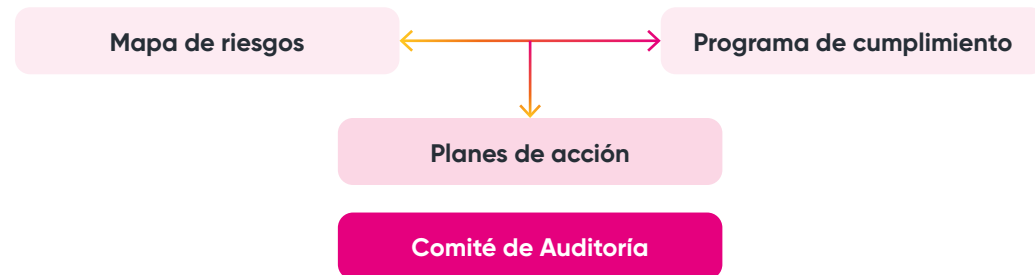 Mapa de riesgos
Programa de cumplimiento
Planes de acción
Comité de Auditoría